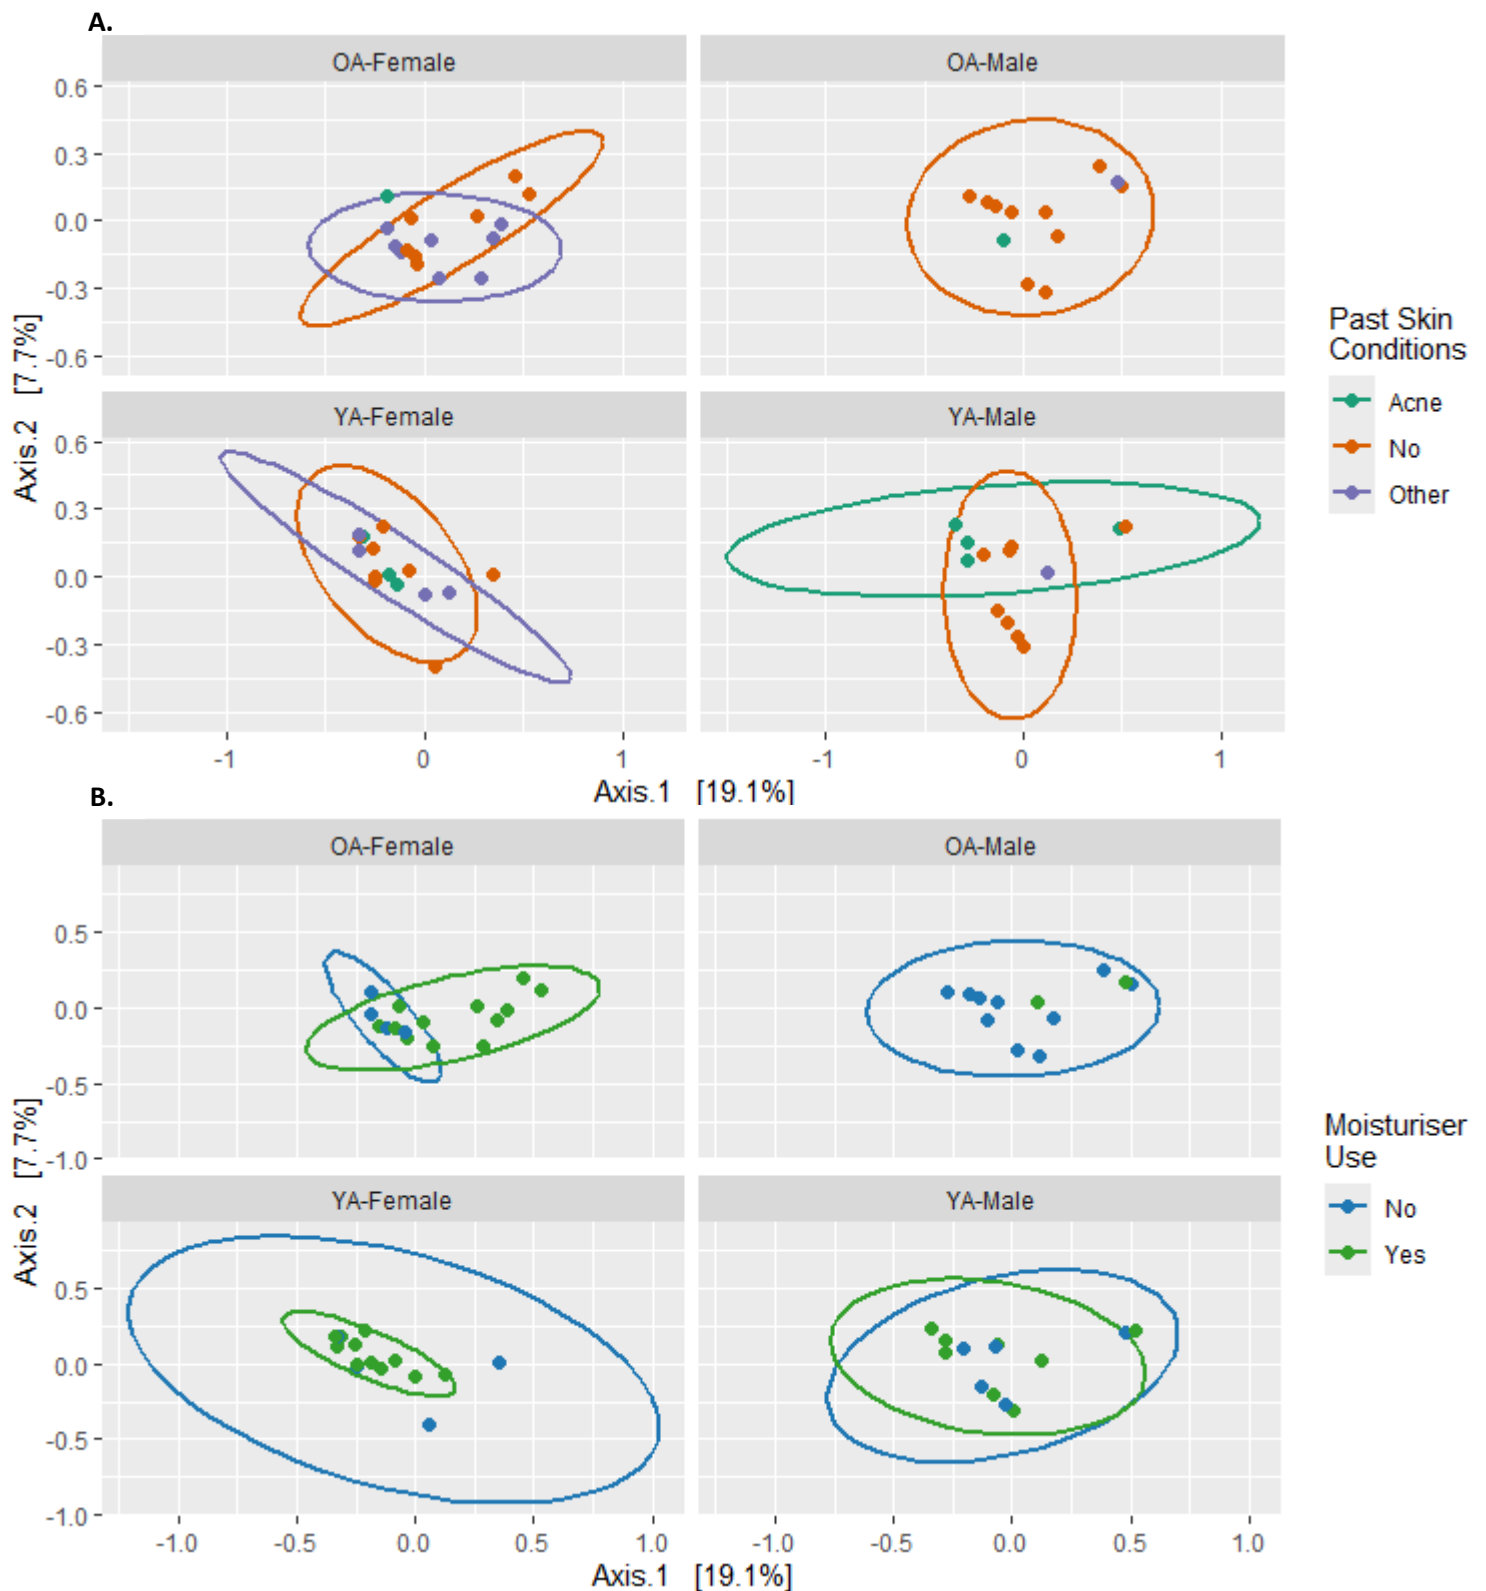 A.
OA-Female
OA-Male
0.6
0.3
0.0
-0.3
-0.6
YA-Female
YA-Male
0.6
0.3
0.0
-0.3
-0.6
-1
0
1
-1
0
1
Axis.2 [7.7%]
Axis.1 [19.1%]
Past Skin
Conditions
Acne
No
Other
B.
OA-Female
OA-Male
0.5
0.0
-0.5
-1.0
YA-Female
YA-Male
0.5
0.0
-0.5
-1.0
-1.0
-0.5
0.0
0.5
1.0
-1.0
-0.5
0.0
0.5
1.0
Axis.2 [7.7%]
Axis.1 [19.1%]
Moisturiser
Use
No
Yes